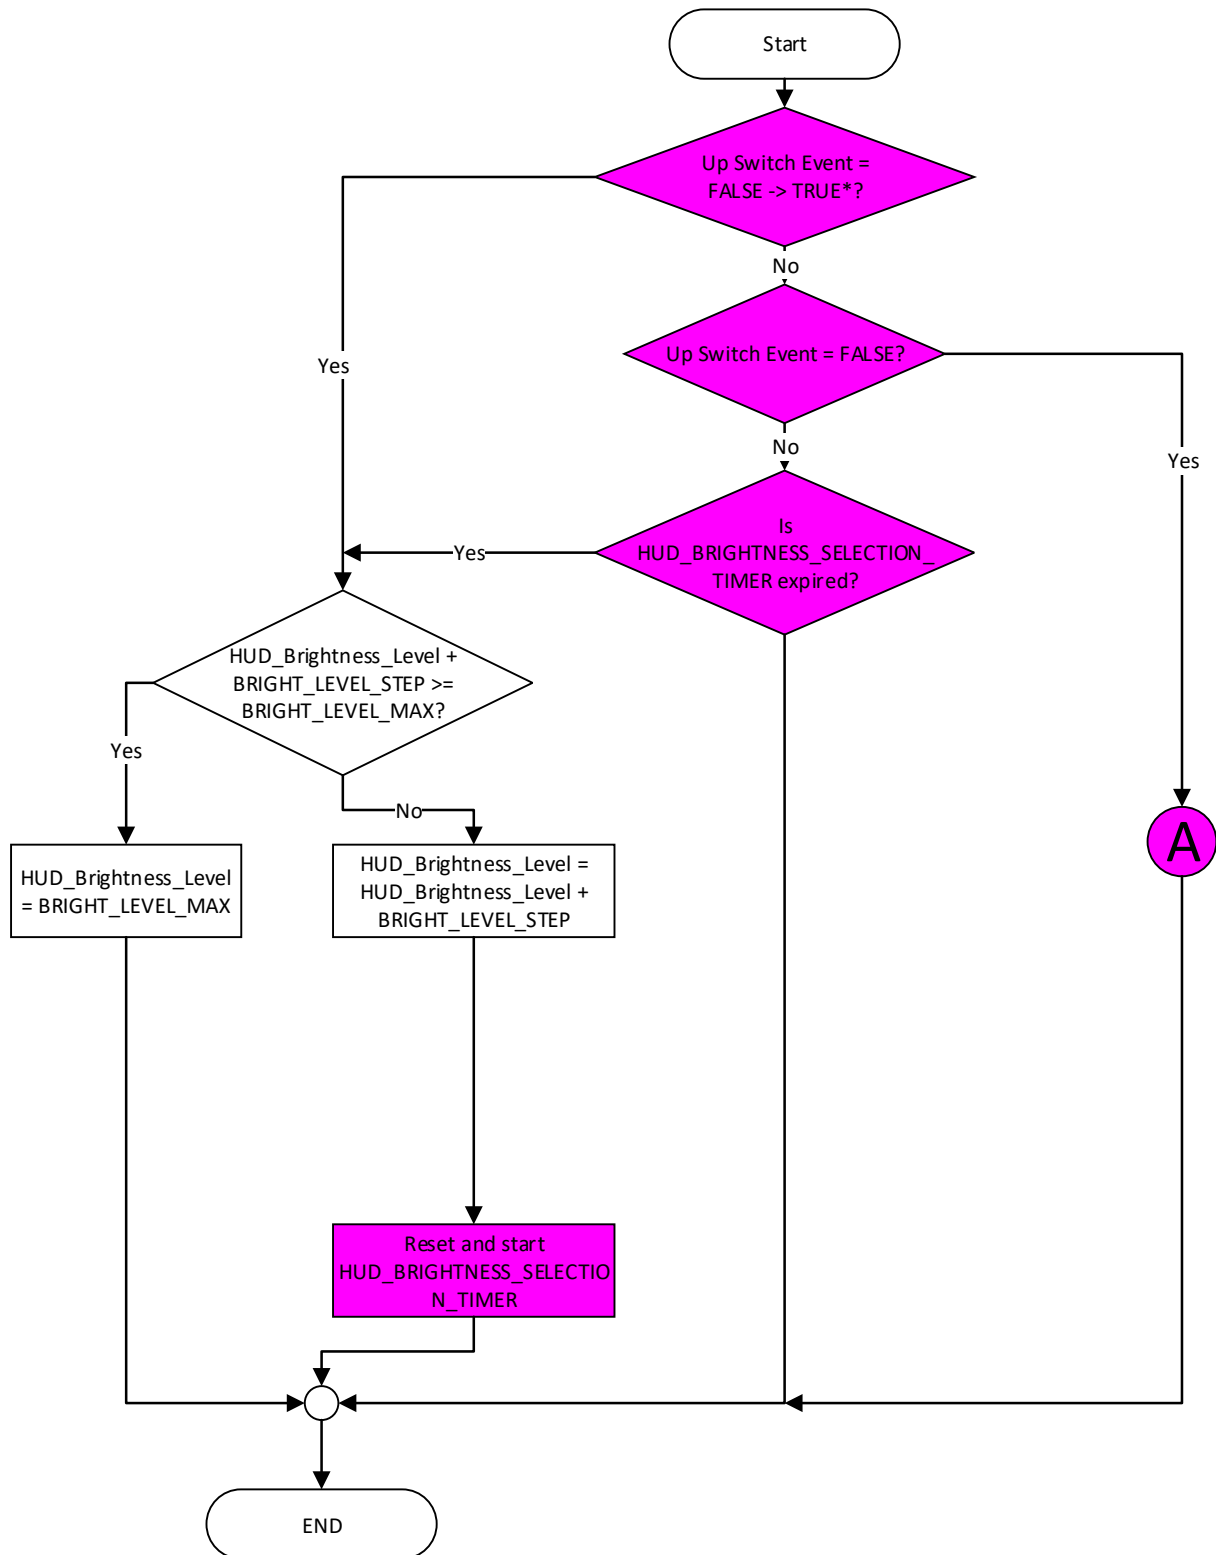 Start
Up Switch Event =
FALSE -> TRUE*?
No
Up Switch Event = FALSE?
Yes
No
Yes
Is
HUD_BRIGHTNESS_SELECTION_
TIMER expired?
Yes
HUD_Brightness_Level +
BRIGHT_LEVEL_STEP >=
BRIGHT_LEVEL_MAX?
Yes
No
HUD_Brightness_Level
= BRIGHT_LEVEL_MAX
HUD_Brightness_Level =
HUD_Brightness_Level +
BRIGHT_LEVEL_STEP
A
Reset and start
HUD_BRIGHTNESS_SELECTIO
N_TIMER
END